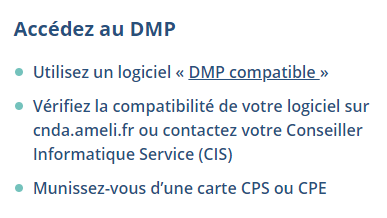 Accédez au DMP
Utilisez un logiciel « DMP compatible »
Vérifiez la compatibilité de votre logiciel sur
cnda.ameli.fr ou contactez votre Conseiller
Informatique Service (CIS)
Munissez-vous d’une carte CPS ou CPE